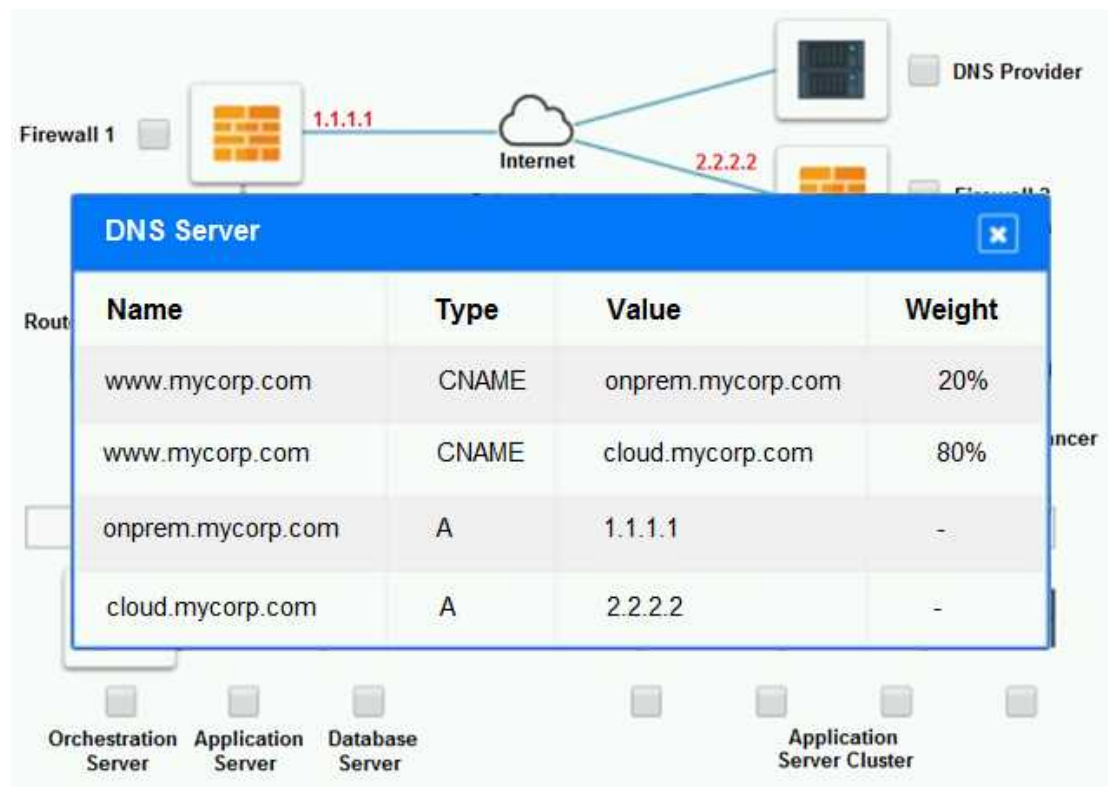 DNS Provider
1.1.1.1
Firewall 1
Internet
2.2.2.2
DNS Server
Name Type Value Weight
www.mycorp.com CNAME onprem.mycorp.com 20%
www.mycorp.com CNAME cloud.mycorp.com 80%
onprem.mycorp.com A 1.1.1.1 -
cloud.mycorp.com A 2.2.2.2 -
Orchestration Server
Application Server
Database Server
Application Server Cluster